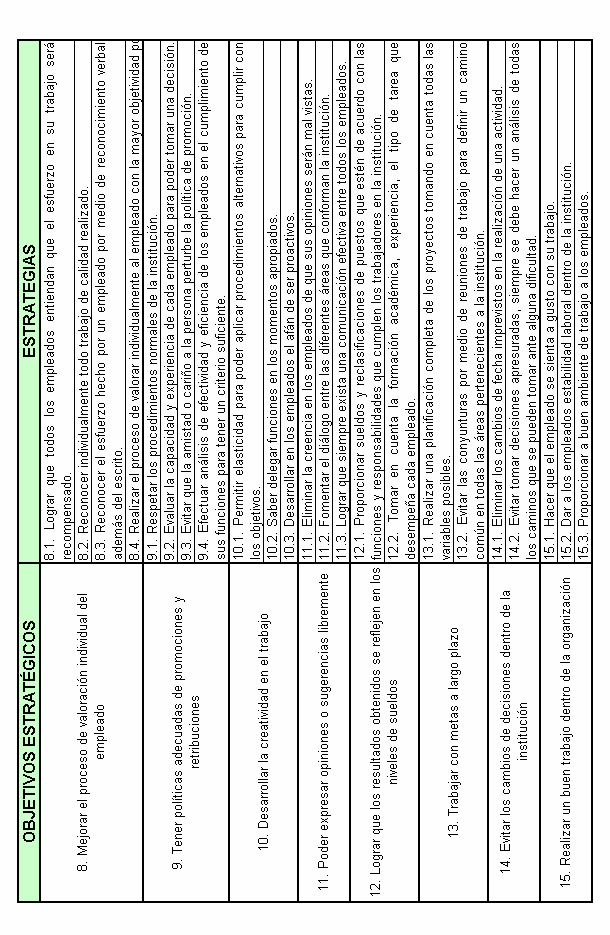 OBJETIVOS ESTRATÉGICOS
ESTRATEGIAS
8. Mejorar el proceso de valoración individual del
empleado
8.1. Lograr que todos los empleados entiendan que el esfuerzo en su trabajo será
recompensado.
8.2. Reconocer individualmente todo trabajo de calidad realizado.
8.3. Reconocer el esfuerzo hecho por un empleado por medio de reconocimiento verbal
además del escrito.
8.4. Realizar el proceso de valorar individualmente al empleado con la mayor objetividad
9. Tener políticas adecuadas de promociones y
retribuciones
9.1. Respetar los procedimientos normales de la institución.
9.2. Evaluar la capacidad y experiencia de cada empleado para poder tomar una decisión.
9.3. Evitar que la amistad o cariño a la persona perturbe la política de promoción.
9.4. Efectuar análisis de efectividad y eficiencia de los empleados en el cumplimiento de
sus funciones para tener un criterio suficiente.
10. Desarrollar la creatividad en el trabajo
10.1. Permitir elasticidad para poder aplicar procedimientos alternativos para cumplir con
los objetivos.
10.2. Saber delegar funciones en los momentos apropiados.
10.3. Desarrollar en los empleados el afán de ser proactivos.
11. Poder expresar opiniones o sugerencias libremente
11.1. Eliminar la creencia en los empleados de que sus opiniones serán mal vistas.
11.2. Fomentar el diálogo entre las diferentes áreas que conforman la institución.
11.3. Lograr que siempre exista una comunicación efectiva entre todos los empleados.
12. Lograr que los resultados obtenidos se reflejen en los
niveles de sueldos
12.1. Proporcionar sueldos y reclasificaciones de puestos que estén de acuerdo con las
funciones y responsabilidades que cumplen los trabajadores en la institución.
12.2. Tomar en cuenta la formación académica, experiencia, el tipo de tarea que
desempeña cada empleado.
13. Trabajar con metas a largo plazo
13.1. Realizar una planificación completa de los proyectos tomando en cuenta todas las
variables posibles.
13.2. Evitar las conyunturas por medio de reuniones de trabajo para definir un camino
común en todas las áreas pertenecientes a la institución.
14. Evitar los cambios de decisiones dentro de la
institución
14.1. Eliminar los cambios de fecha imprevistos en la realización de una actividad.
14.2. Evitar tomar decisiones apresuradas, siempre se debe hacer un análisis de todas
los caminos que se pueden tomar ante alguna dificultad.
15. Realizar un buen trabajo dentro de la organización
15.1. Hacer que el empleado se sienta a gusto con su trabajo.
15.2. Dar a los empleados estabilidad laboral dentro de la institución.
15.3. Proporcionar a buen ambiente de trabajo a los empleados.